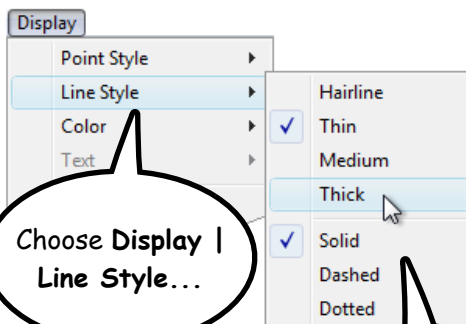 Display
Point Style
Line Style
Color
Text
Hairline
Thin
Medium
Thick
Solid
Dashed
Dotted
Choose Display |
Line Style...